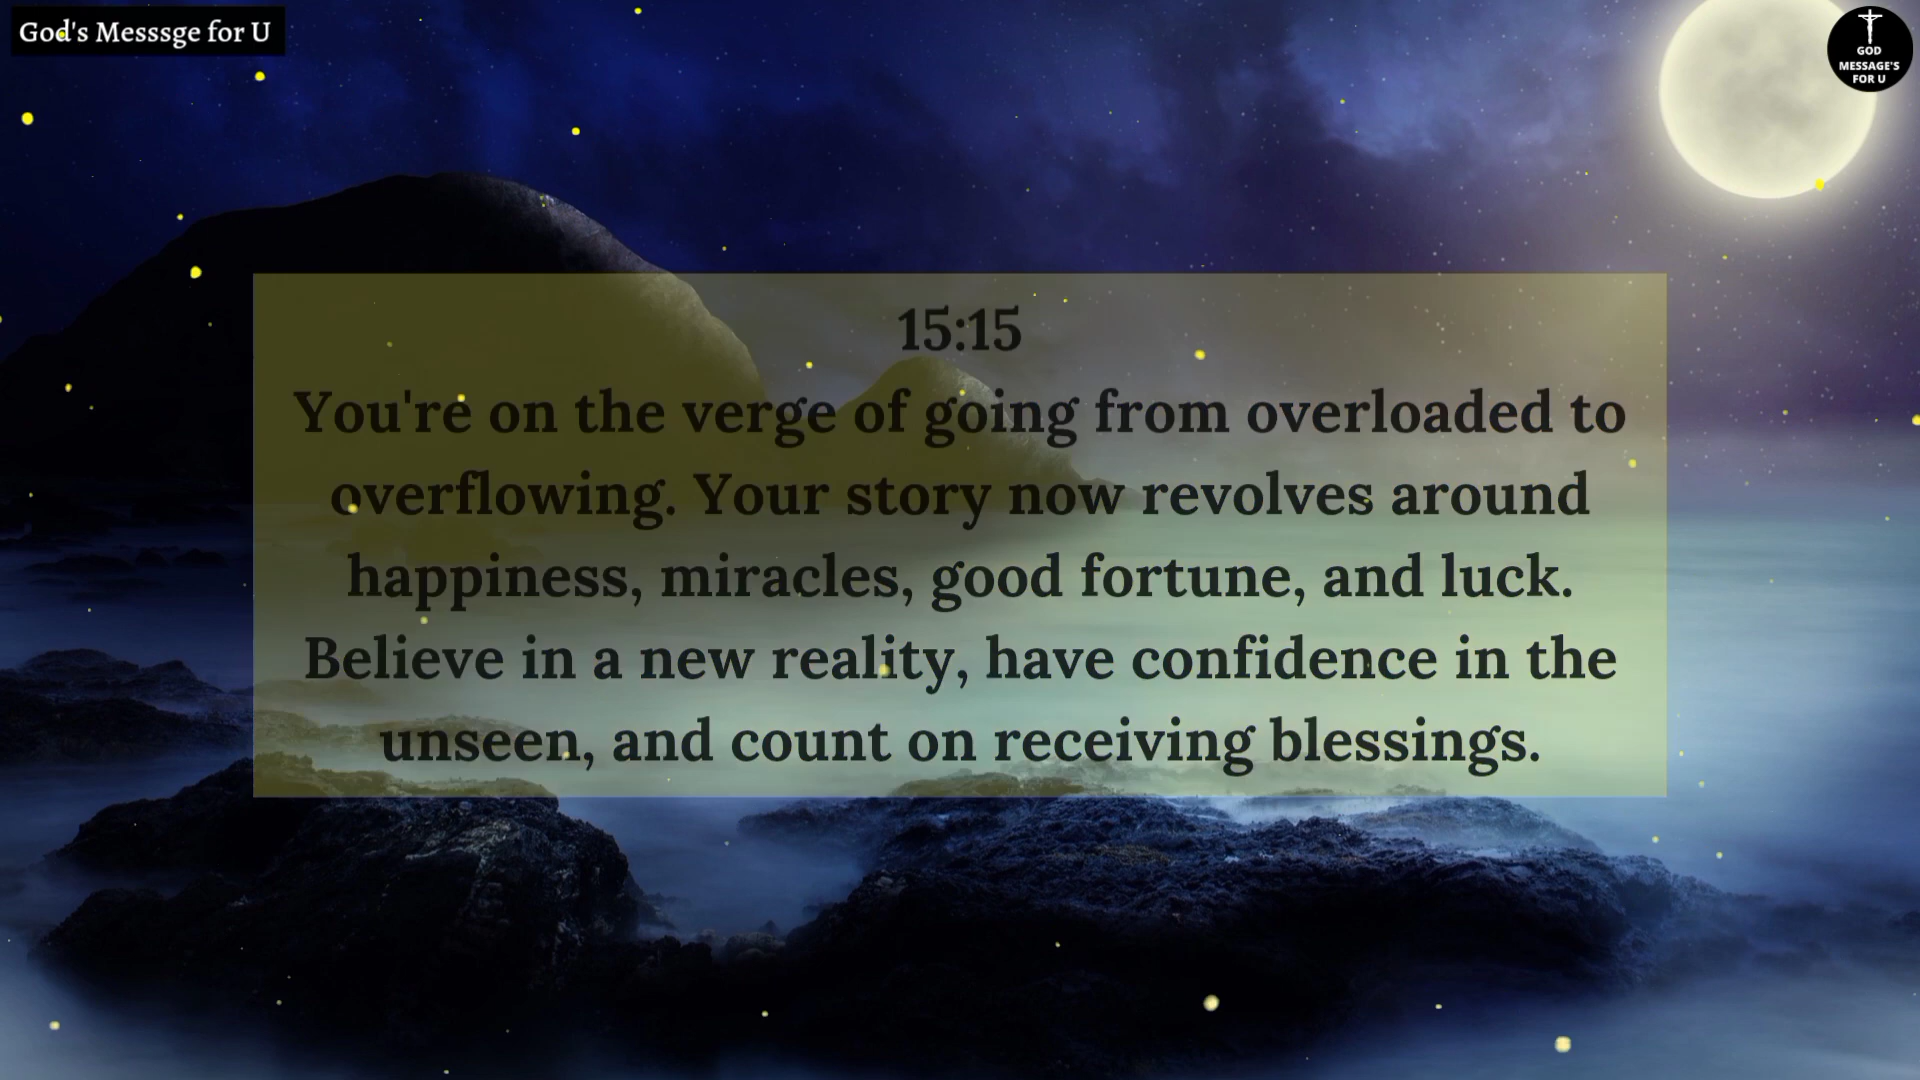 God's Messsge for U
GOD
MESSAGE'S
FOR U
15:15
You're on the verge of going from overloaded to
overflowing. Your story now revolves around
happiness, miracles, good fortune, and luck.
Believe in a new reality, have confidence in the
unseen, and count on receiving blessings.